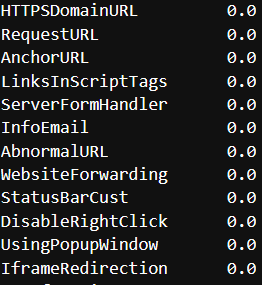 HTTPSDomainURL 0.0
RequestURL 0.0
AnchorURL 0.0
LinksInScriptTags 0.0
ServerFormHandler 0.0
InfoEmail 0.0
AbnormalURL 0.0
WebsiteForwarding 0.0
StatusBarCust 0.0
DisableRightClick 0.0
UsingPopupWindow 0.0
IframeRedirection 0.0